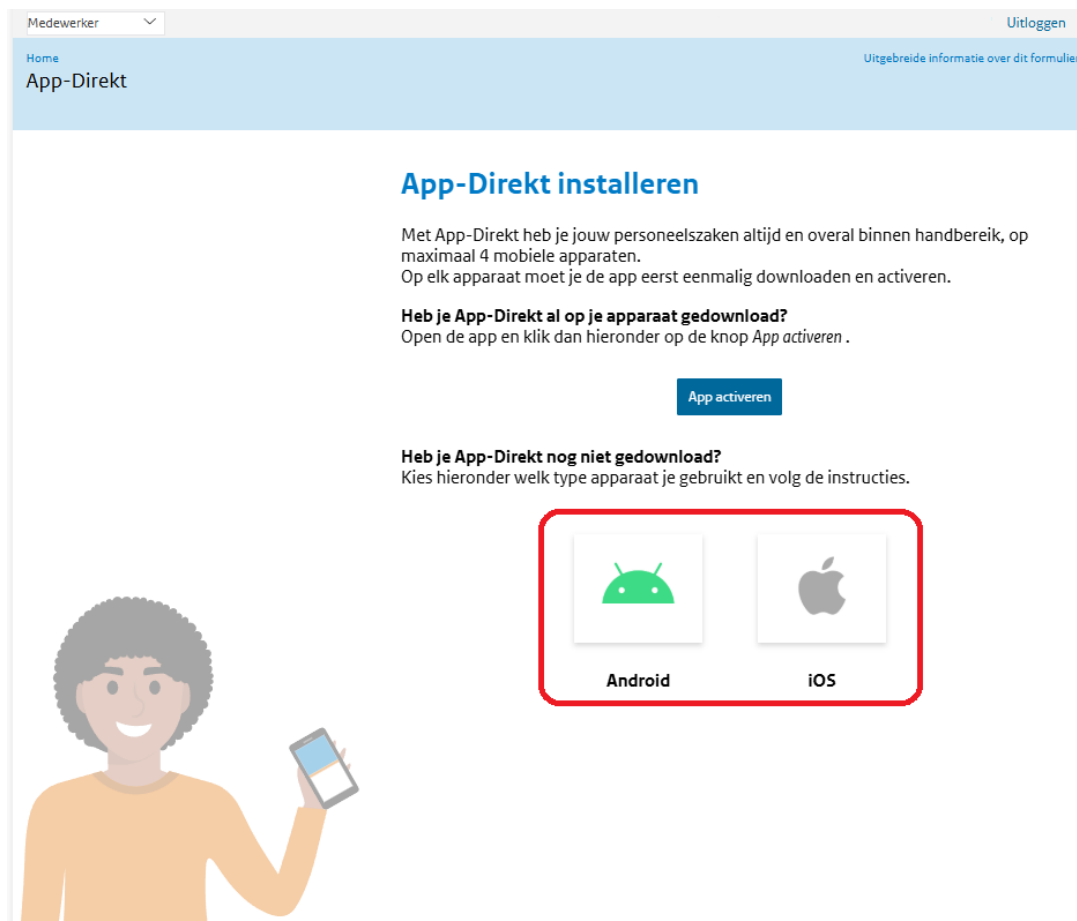 Medewerker
Uitloggen
Home
Uitgebreide informatie over dit formulier
App-Direkt
App-Direkt installeren
Met App-Direkt heb je jouw personeelszaken altijd en overal binnen handbereik, op
maximaal 4 mobiele apparaten.
Op elk apparaat moet je de app eerst eenmalig downloaden en activeren.
Heb je App-Direkt al op je apparaat gedownload?
Open de app en klik dan hieronder op de knop App activeren .
App activeren
Heb je App-Direkt nog niet gedownload?
Kies hieronder welk type apparaat je gebruikt en volg de instructies.
Android
iOS